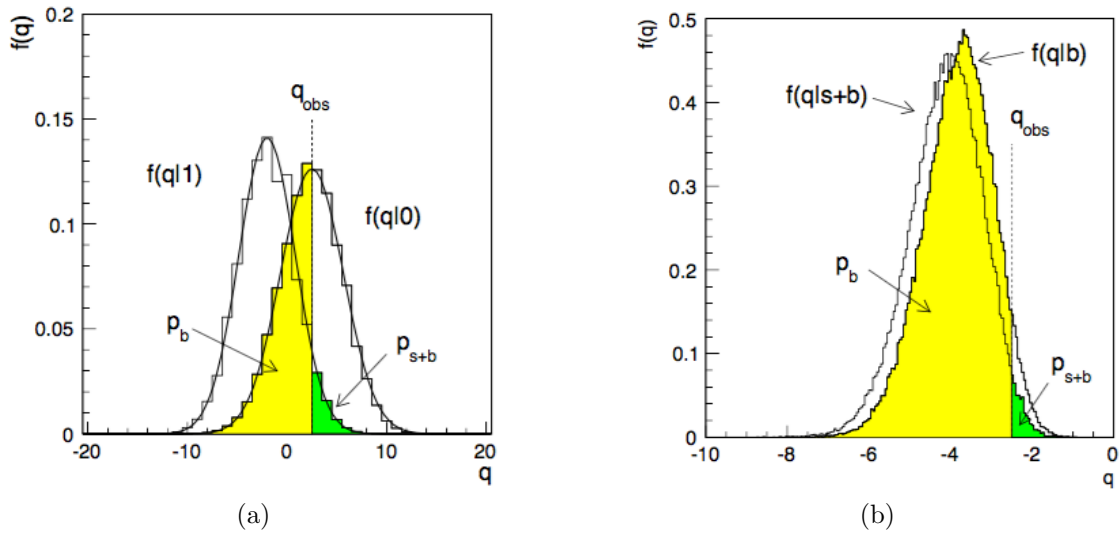 f(q)
0.2
0.15
0.1
0.05
0
-20
-10
0
10
20
q
q_obs
f(q|1)
f(q|0)
p_b
p_s+b
(a)
f(q)
0.5
0.4
0.3
0.2
0.1
0
-10
-8
-6
-4
-2
0
q
f(q|b)
f(q|s+b)
q_obs
p_b
p_s+b
(b)